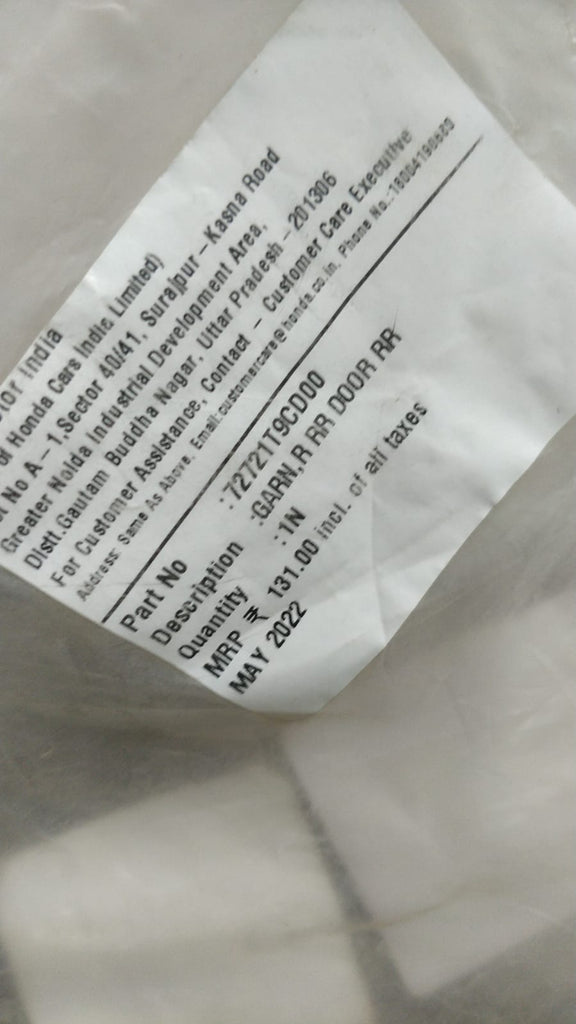 tor India
of Honda Cars India Limited)
No A-1,Sector 40/41, Surajpur-Kasna Road
Greater Noida Industrial Development Area,
Distt.Gautam Buddha Nagar, Uttar Pradesh - 201306
For Customer Assistance, Contact - Customer Care Executive
Address: Same As Above, Email:customercare@honda.co.in, Phone No.:
Part No :72721T9CD00
Description :GARN,R RR DOOR RR
Quantity :1N
MRP ₹ 131.00 incl. of all taxes
MAY 2022